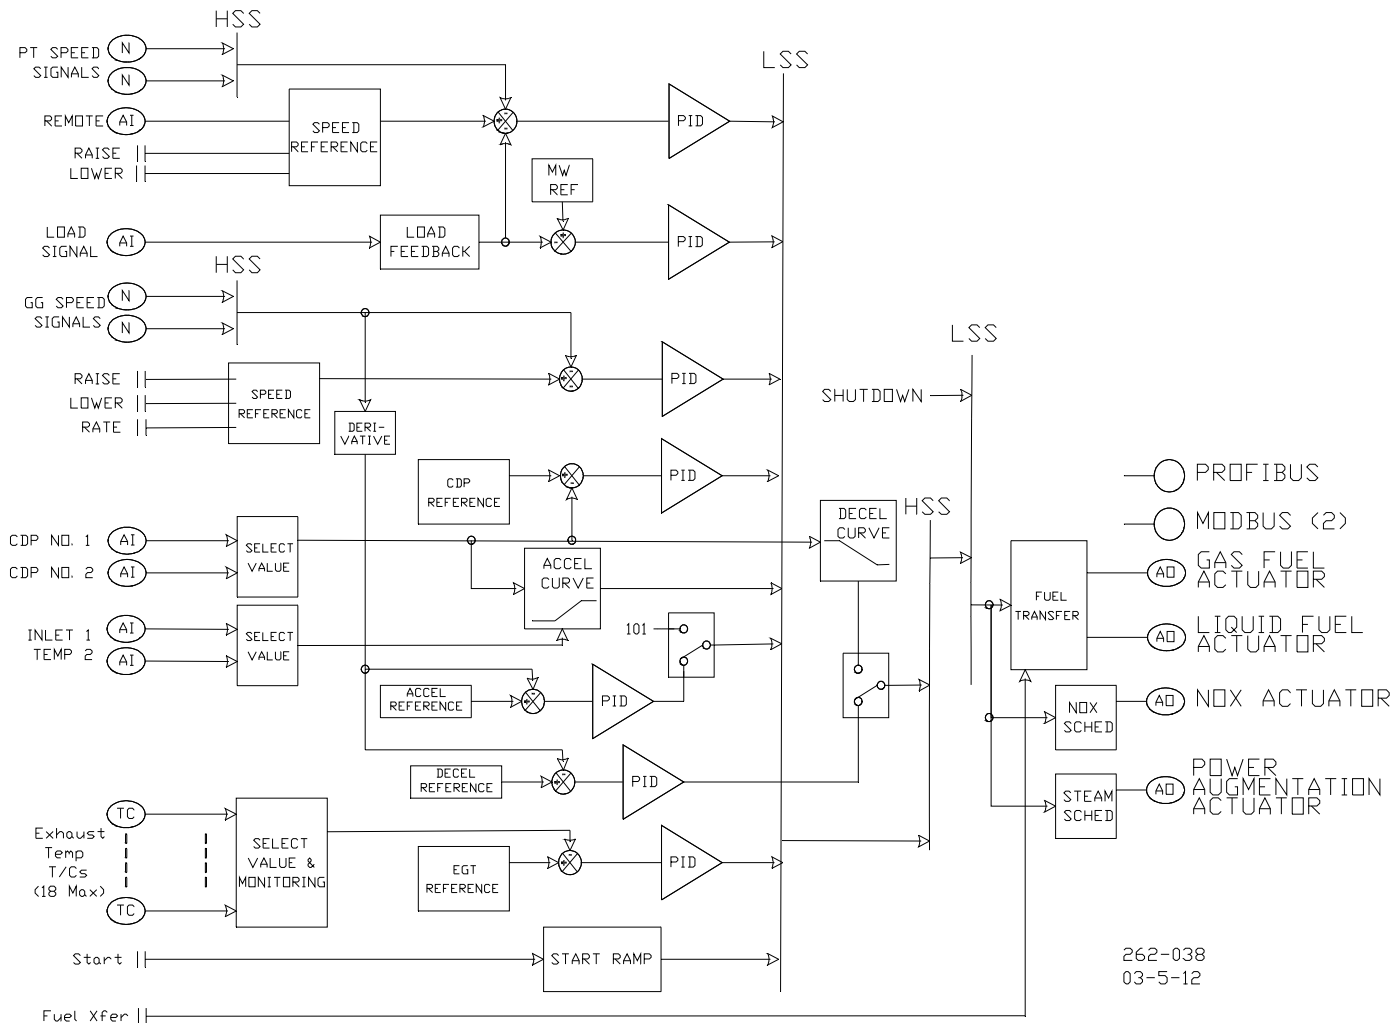 HSS
PT SPEED
SIGNALS
N
N
REMOTE
AI
RAISE
LOWER
SPEED
REFERENCE
PID
LSS
MW
REF
LOAD
SIGNAL
AI
LOAD
FEEDBACK
PID
HSS
GG SPEED
SIGNALS
N
N
RAISE
LOWER
RATE
SPEED
REFERENCE
DERI-
VATIVE
PID
LSS
SHUTDOWN
CDP
REFERENCE
PID
CDP NO. 1
CDP NO. 2
AI
AI
SELECT
VALUE
ACCEL
CURVE
DECEL
CURVE
HSS
INLET 1
TEMP 2
AI
AI
SELECT
VALUE
101
ACCEL
REFERENCE
PID
DECEL
REFERENCE
PID
TC
Exhaust
Temp
T/Cs
(18 Max)
TC
SELECT
VALUE &
MONITORING
EGT
REFERENCE
PID
Start
START RAMP
Fuel Xfer
FUEL
TRANSFER
NOX
SCHED
STEAM
SCHED
PROFIBUS
MODBUS (2)
AO
GAS FUEL
ACTUATOR
AO
LIQUID FUEL
ACTUATOR
AO
NOX ACTUATOR
AO
POWER
AUGMENTATION
ACTUATOR
262-038
03-5-12